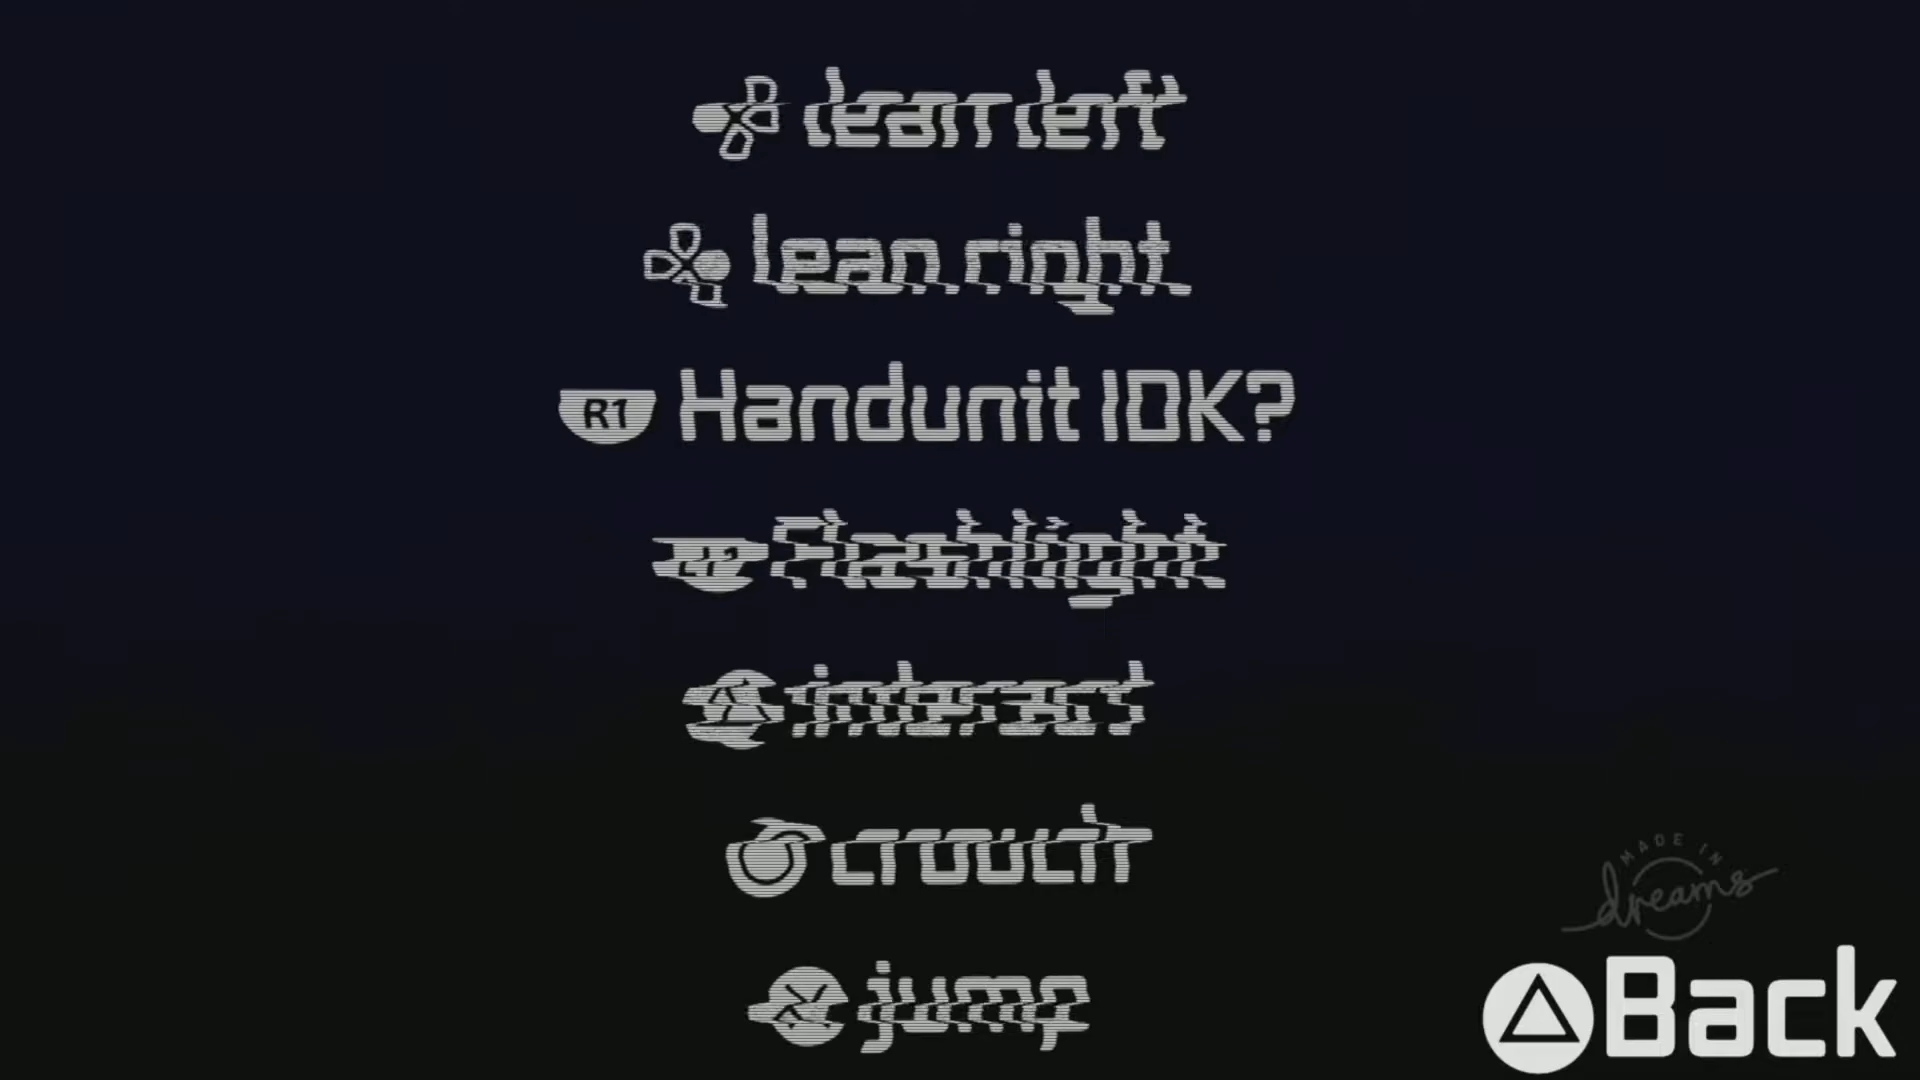 lean left
lean right
R1 Handunit IDK?
Flashlight
interact
crouch
jump
MADE IN
dreams
Back